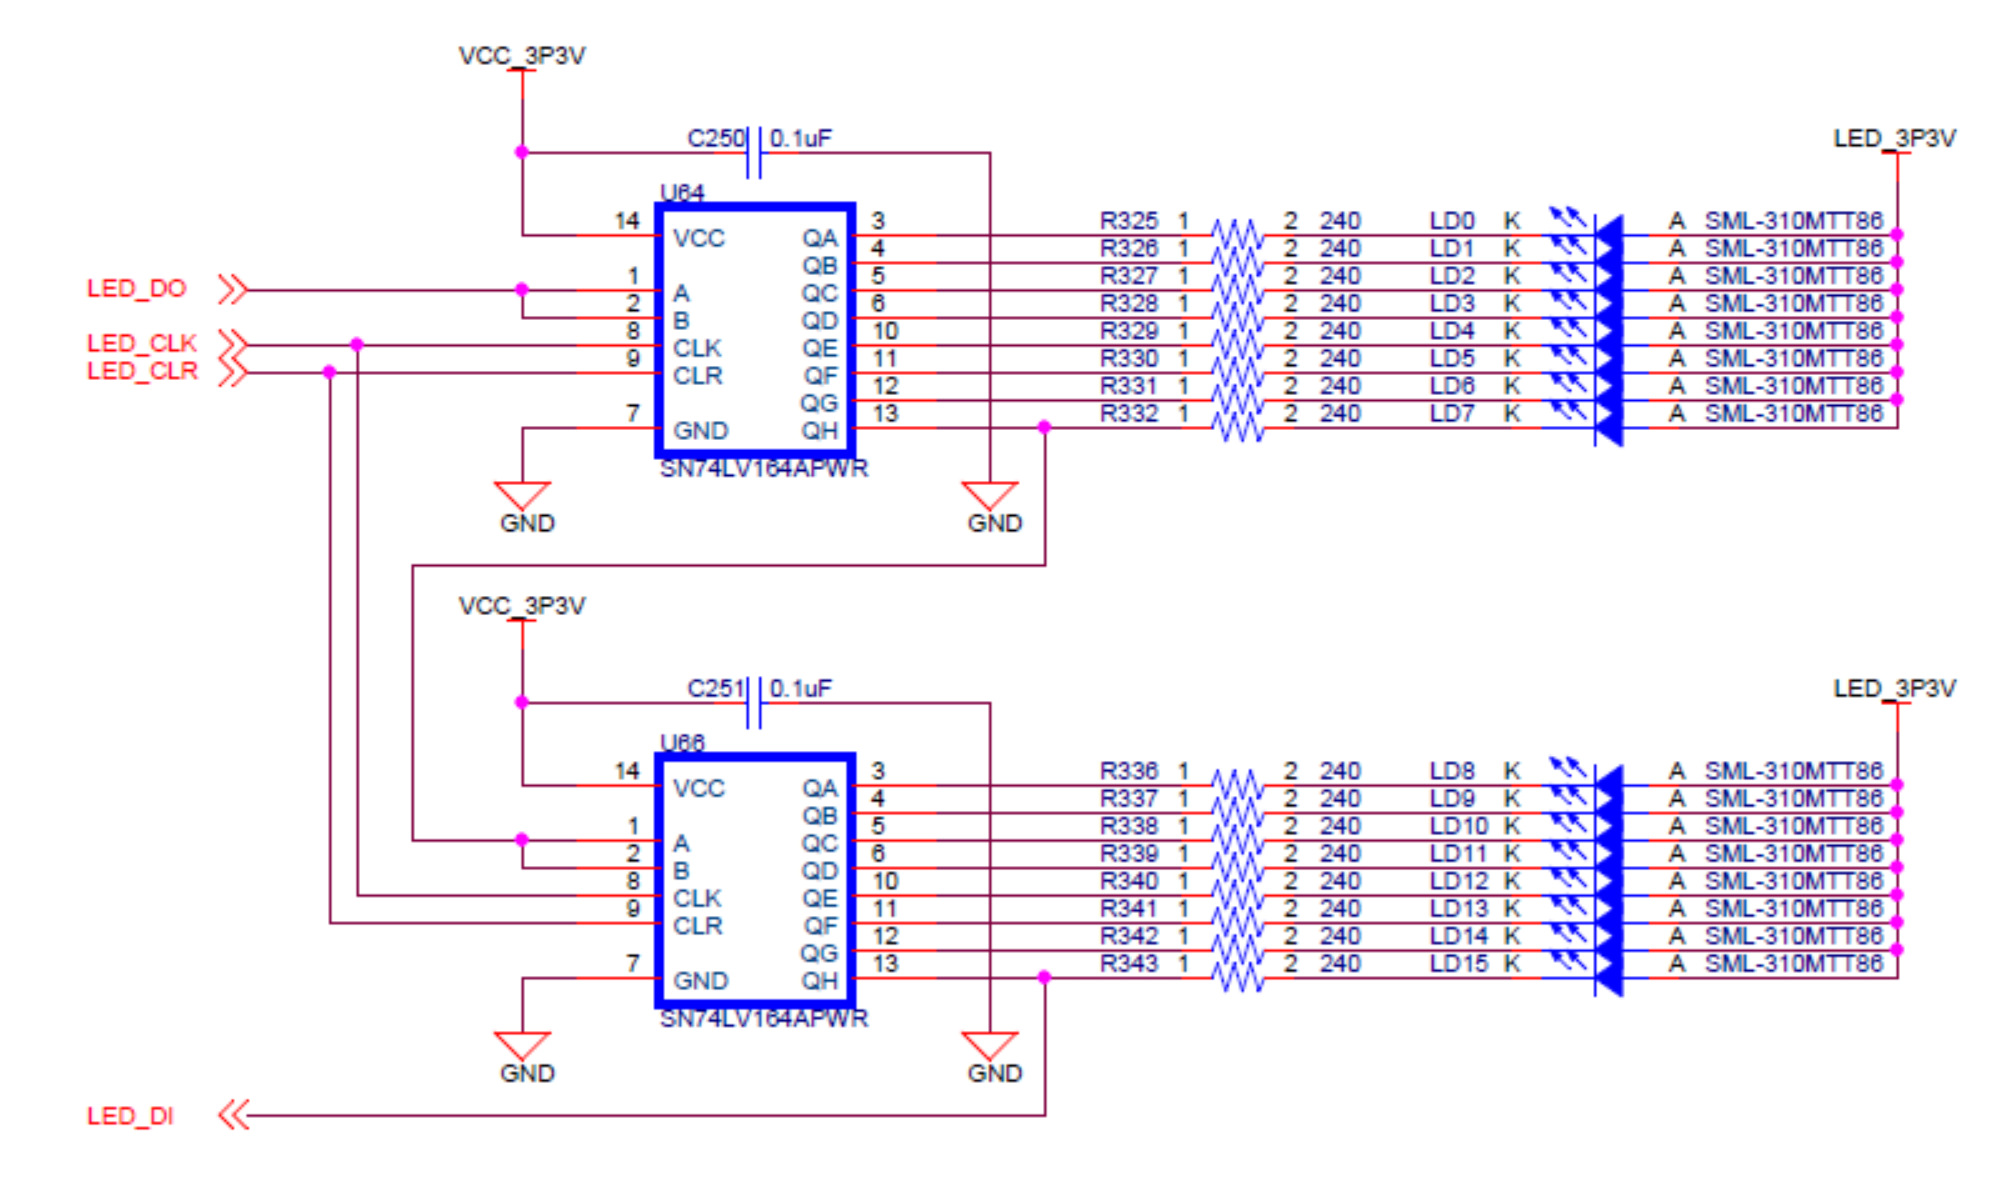 VCC_3P3V
C250 0.1uF
LED_3P3V
U64
14 VCC QA 3 R325 1 2 240 LD0 K A SML-310MTT86
QB 4 R326 1 2 240 LD1 K A SML-310MTT86
LED_DO 1 A QC 5 R327 1 2 240 LD2 K A SML-310MTT86
2 B QD 6 R328 1 2 240 LD3 K A SML-310MTT86
LED_CLK 8 CLK QE 10 R329 1 2 240 LD4 K A SML-310MTT86
LED_CLR 9 CLR QF 11 R330 1 2 240 LD5 K A SML-310MTT86
QG 12 R331 1 2 240 LD6 K A SML-310MTT86
7 GND QH 13 R332 1 2 240 LD7 K A SML-310MTT86
SN74LV164APWR
GND GND
VCC_3P3V
C251 0.1uF
LED_3P3V
U66
14 VCC QA 3 R336 1 2 240 LD8 K A SML-310MTT86
QB 4 R337 1 2 240 LD9 K A SML-310MTT86
1 A QC 5 R338 1 2 240 LD10 K A SML-310MTT86
2 B QD 6 R339 1 2 240 LD11 K A SML-310MTT86
8 CLK QE 10 R340 1 2 240 LD12 K A SML-310MTT86
9 CLR QF 11 R341 1 2 240 LD13 K A SML-310MTT86
QG 12 R342 1 2 240 LD14 K A SML-310MTT86
7 GND QH 13 R343 1 2 240 LD15 K A SML-310MTT86
SN74LV164APWR
GND GND
LED_DI